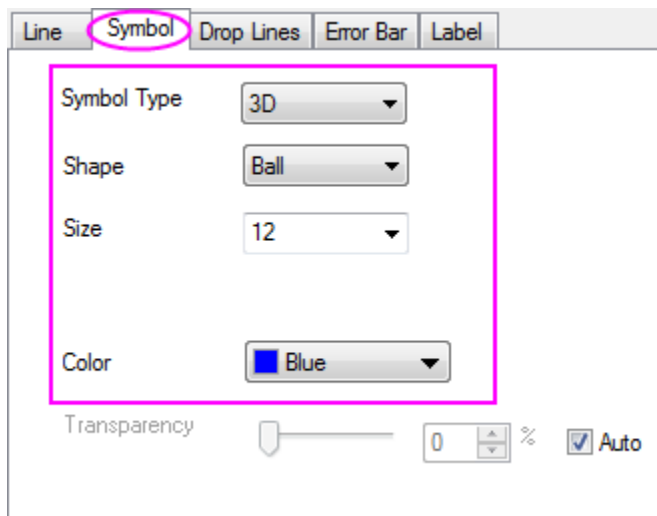 Line Symbol Drop Lines Error Bar Label
Symbol Type 3D
Shape Ball
Size 12
Color Blue
Transparency 0 % Auto